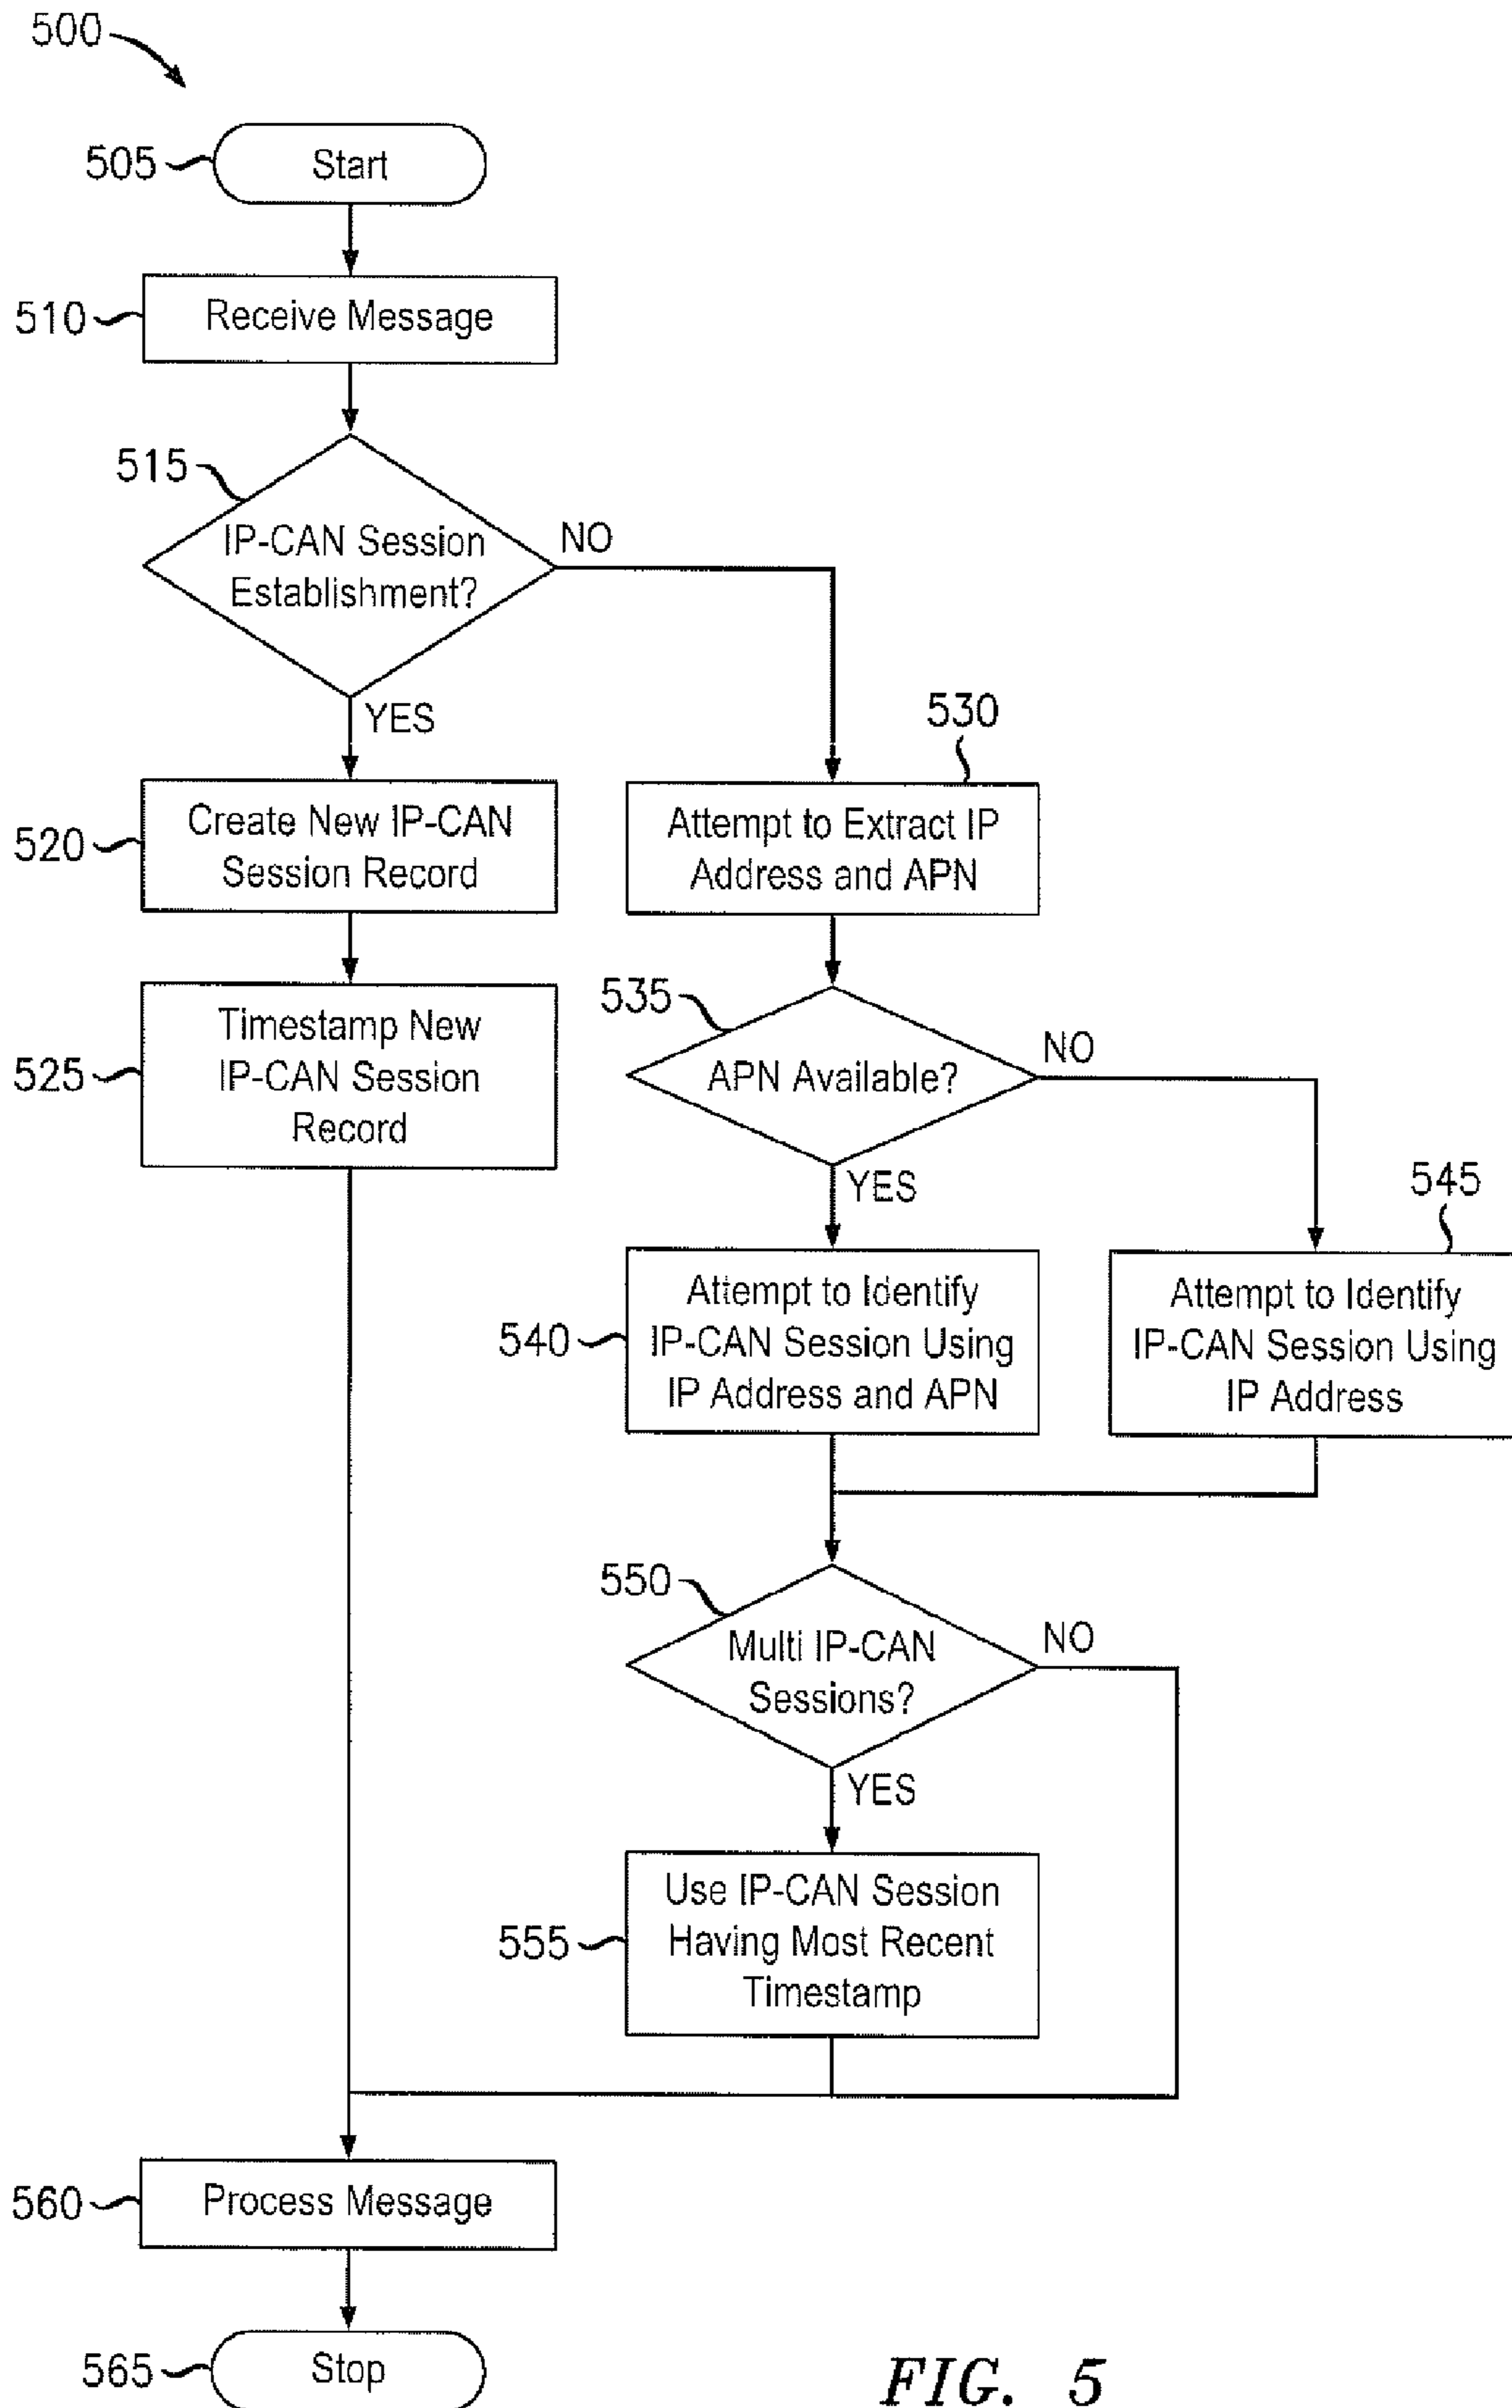 500
505
Start
510
Receive Message
515
IP-CAN Session
Establishment?
NO
YES
520
Create New IP-CAN
Session Record
525
Timestamp New
IP-CAN Session
Record
530
Attempt to Extract IP
Address and APN
535
APN Available?
NO
YES
540
Attempt to Identify
IP-CAN Session Using
IP Address and APN
545
Attempt to Identify
IP-CAN Session Using
IP Address
550
Multi IP-CAN
Sessions?
NO
YES
555
Use IP-CAN Session
Having Most Recent
Timestamp
560
Process Message
565
Stop
FIG. 5